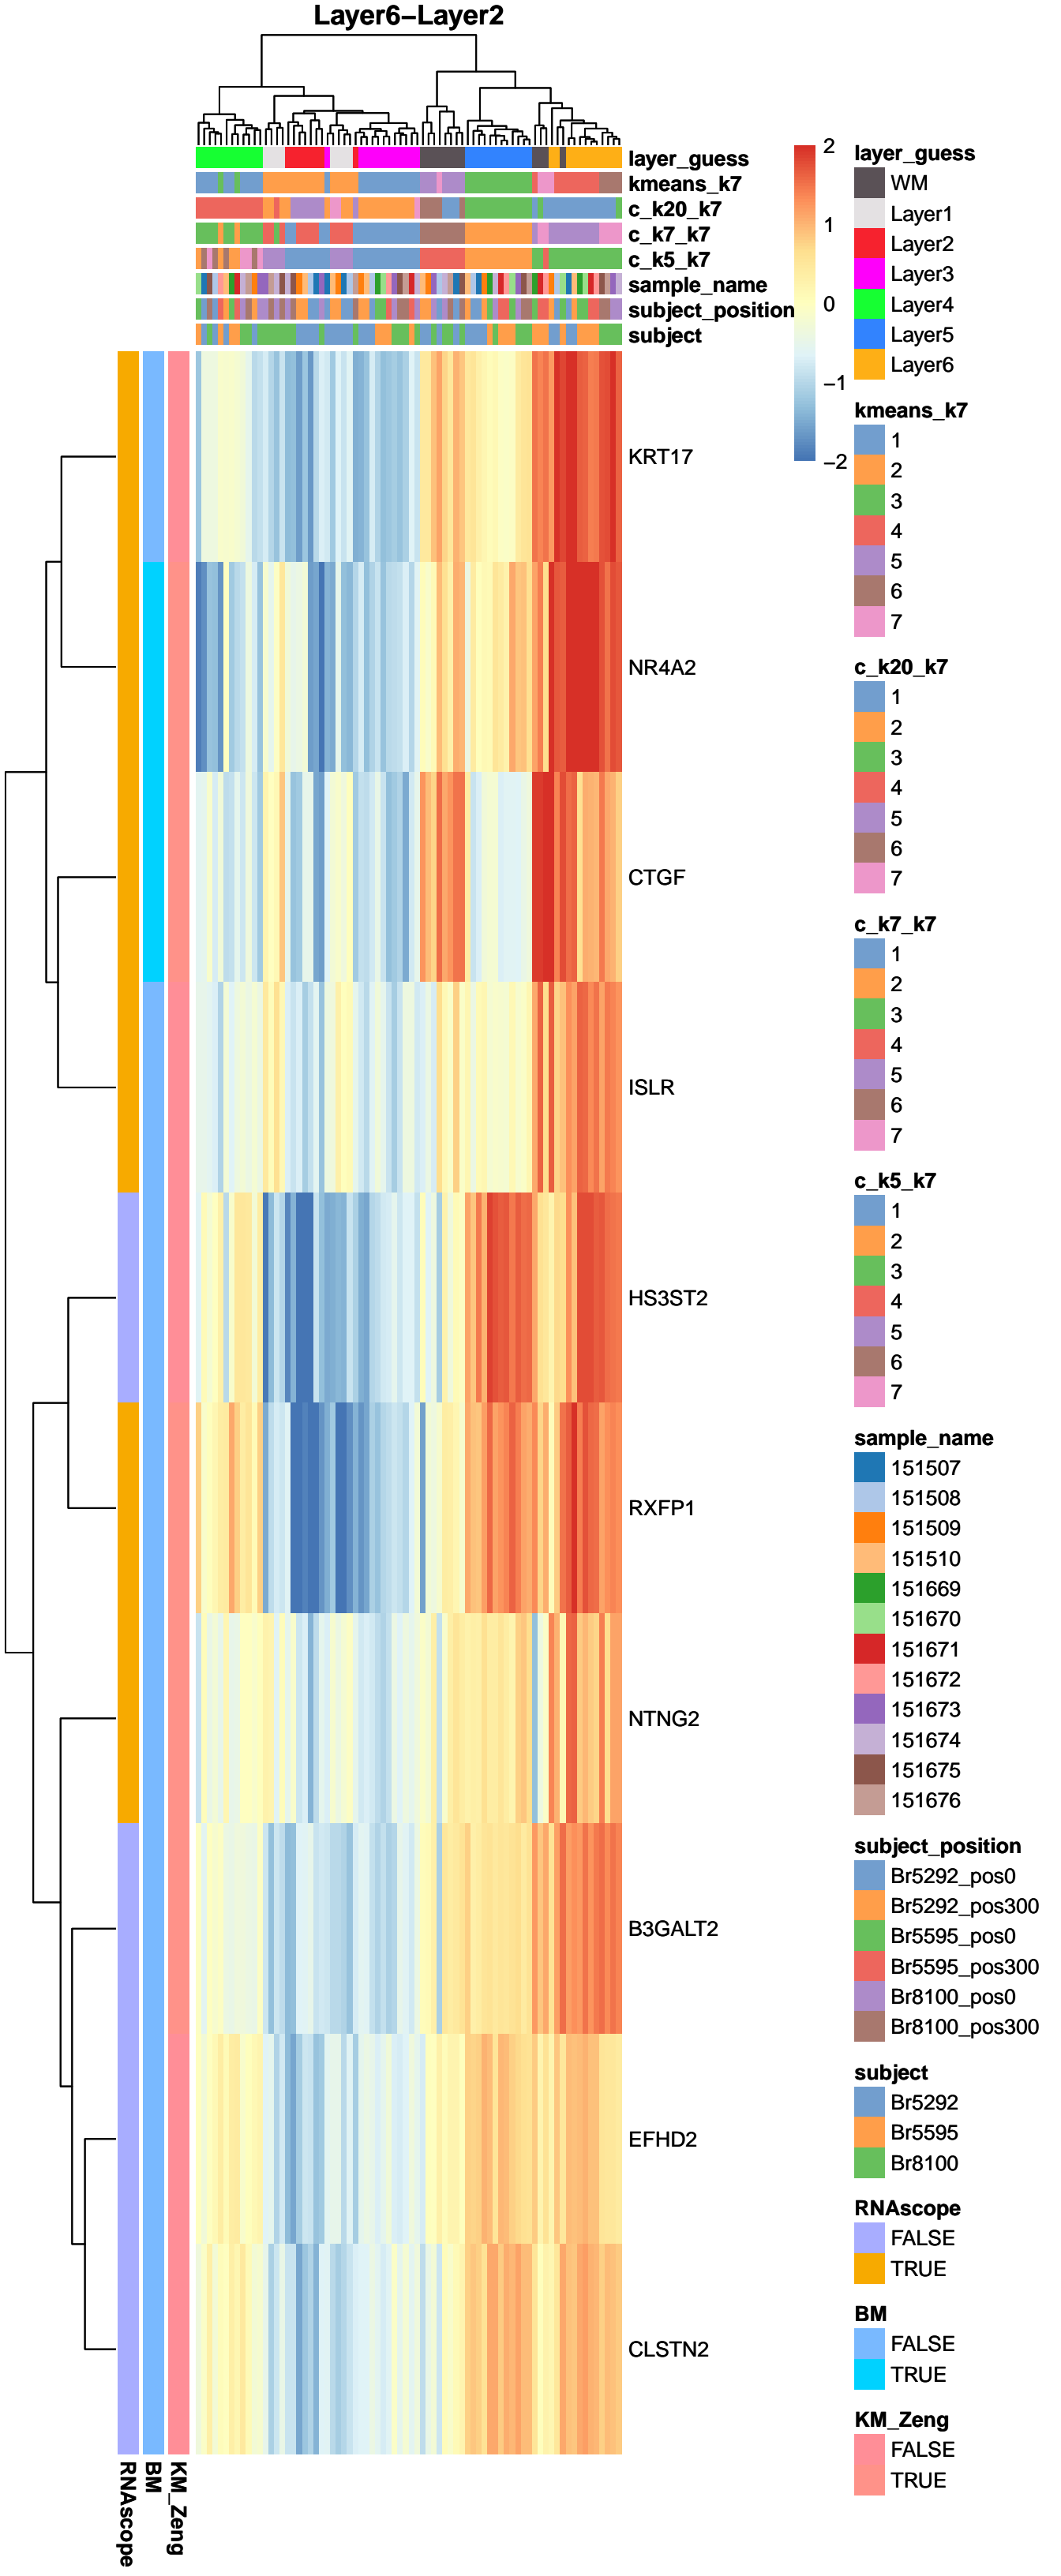 Layer6−Layer2
layer_guess
kmeans_k7
c_k20_k7
c_k7_k7
c_k5_k7
sample_name
subject_position
subject
KRT17
NR4A2
CTGF
ISLR
HS3ST2
RXFP1
NTNG2
B3GALT2
EFHD2
CLSTN2
RNAscope
BM
KM_Zeng
2
1
0
−1
−2
layer_guess
WM
Layer1
Layer2
Layer3
Layer4
Layer5
Layer6
kmeans_k7
1
2
3
4
5
6
7
c_k20_k7
1
2
3
4
5
6
7
c_k7_k7
1
2
3
4
5
6
7
c_k5_k7
1
2
3
4
5
6
7
sample_name
151507
151508
151509
151510
151669
151670
151671
151672
151673
151674
151675
151676
subject_position
Br5292_pos0
Br5292_pos300
Br5595_pos0
Br5595_pos300
Br8100_pos0
Br8100_pos300
subject
Br5292
Br5595
Br8100
RNAscope
FALSE
TRUE
BM
FALSE
TRUE
KM_Zeng
FALSE
TRUE